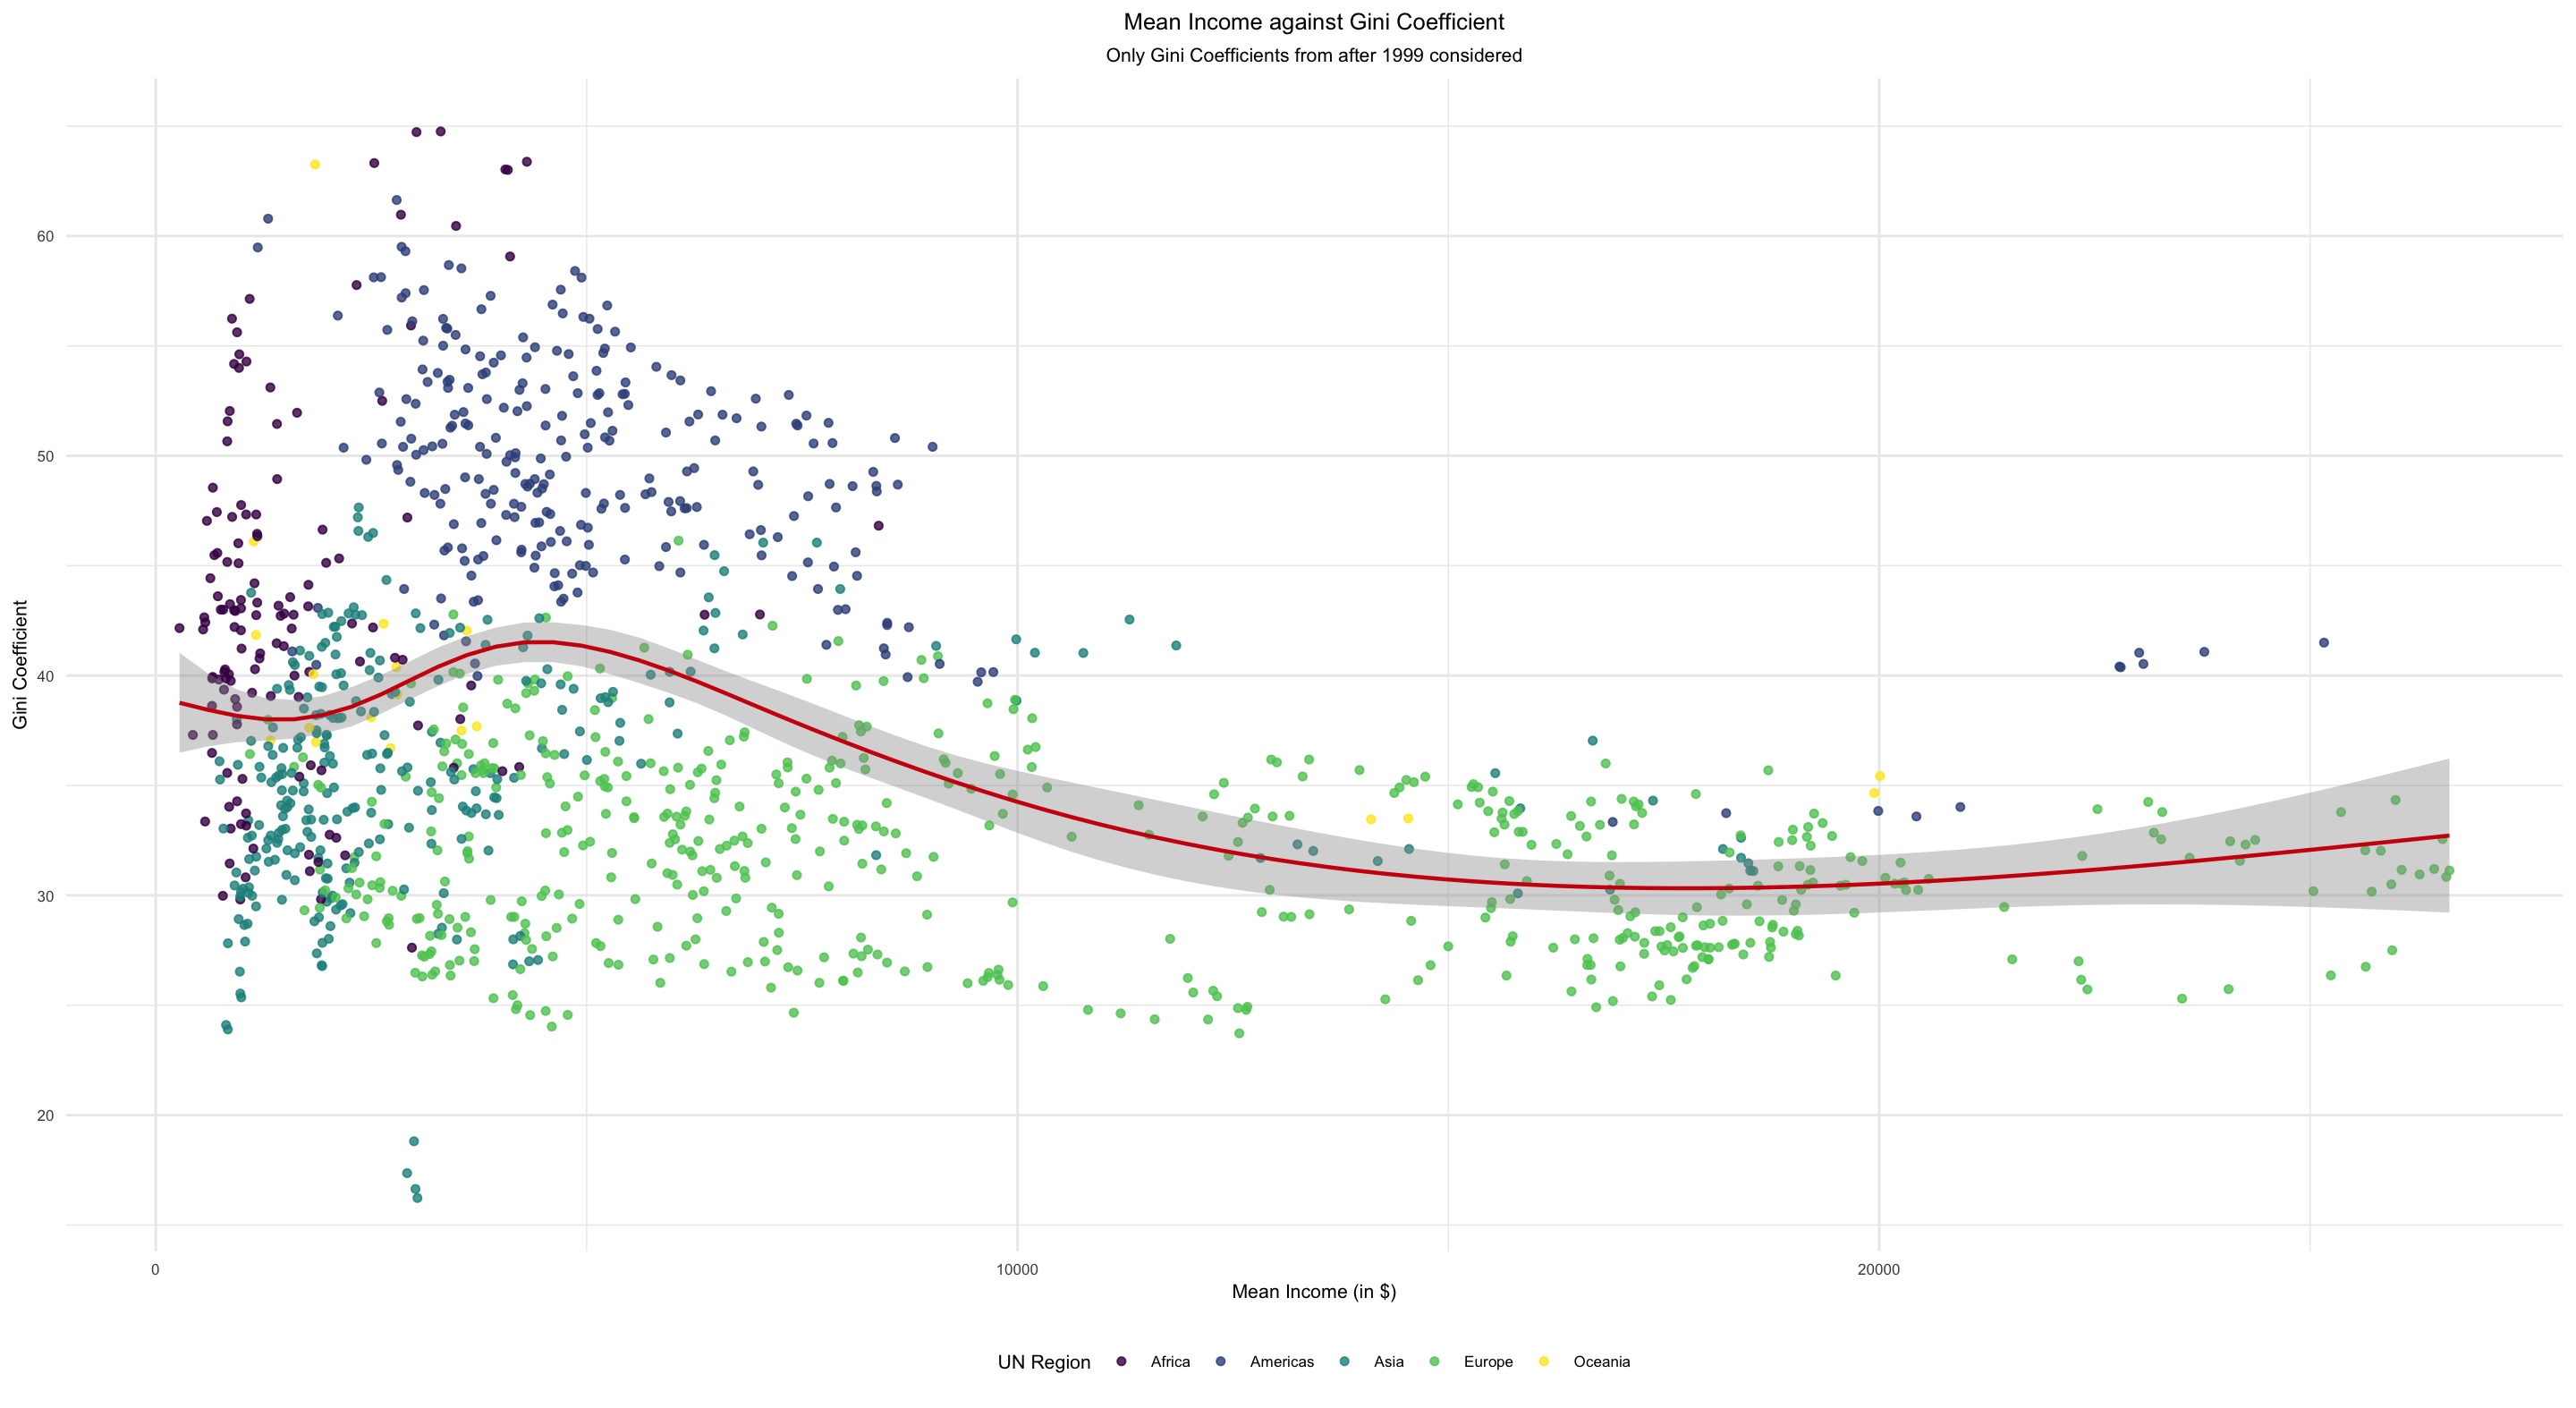 Mean Income against Gini Coefficient
Only Gini Coefficients from after 1999 considered
Gini Coefficient
60
50
40
30
20
0 10000 20000
Mean Income (in $)
UN Region Africa Americas Asia Europe Oceania